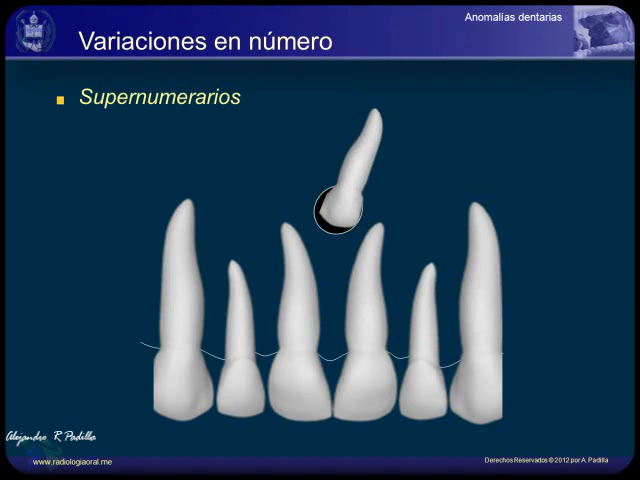 Anomalías dentarias
Variaciones en número
Supernumerarios
Alejandro R Padilla
www.radiologiaoral.me
Derechos Reservados © 2012 por A. Padilla